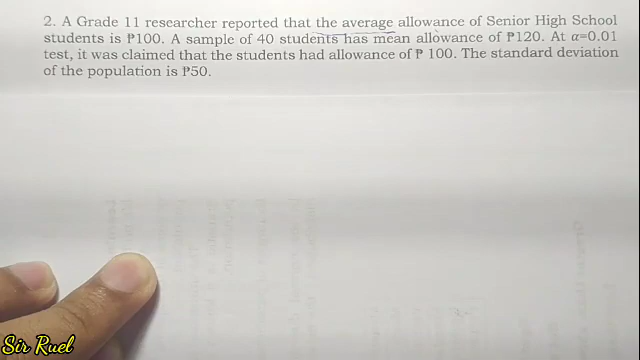 2. A Grade 11 researcher reported that the average allowance of Senior High School
students is ₱100. A sample of 40 students has mean allowance of ₱120. At α=0.01
test, it was claimed that the students had allowance of ₱ 100. The standard deviation
of the population is ₱50.
Sir Ruel